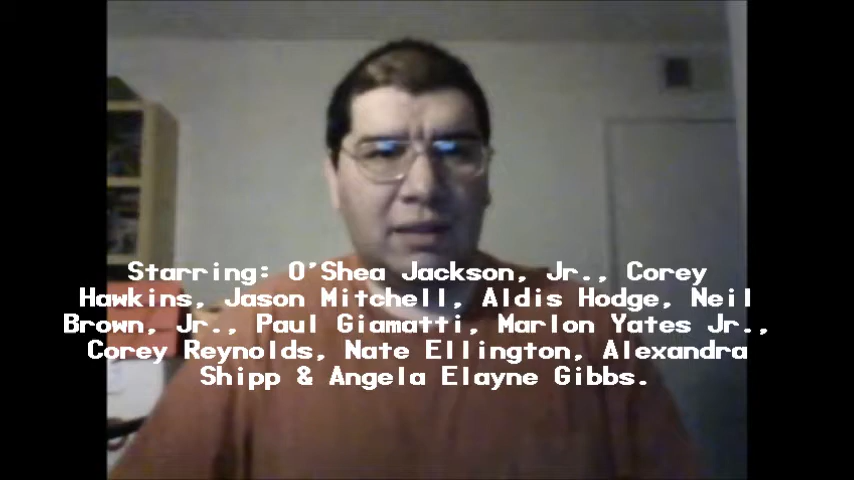 Starring: O'Shea Jackson, Jr., Corey
Hawkins, Jason Mitchell, Aldis Hodge, Neil
Brown, Jr., Paul Giamatti, Marlon Yates Jr.,
Corey Reynolds, Nate Ellington, Alexandra
Shipp & Angela Elayne Gibbs.